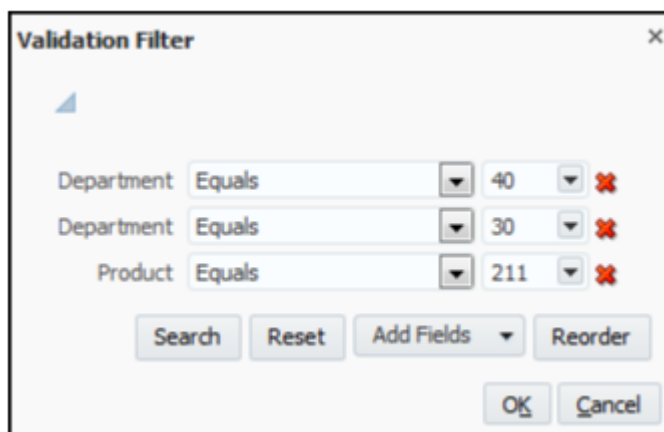 Validation Filter
Department Equals 40
Department Equals 30
Product Equals 211
Search Reset Add Fields Reorder
OK Cancel